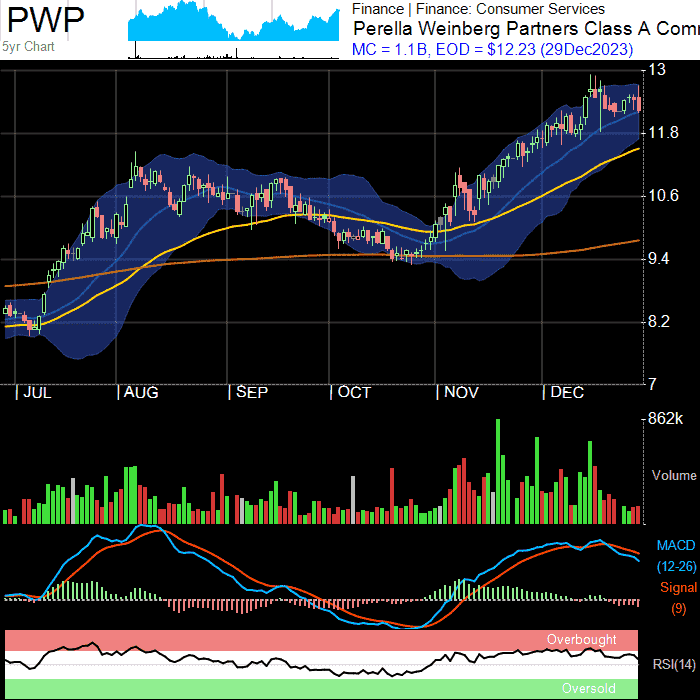 PWP
5yr Chart
Finance | Finance: Consumer Services
Perella Weinberg Partners Class A Com
MC = 1.1B, EOD = $12.23 (29Dec2023)
13
11.8
10.6
9.4
8.2
7
JUL AUG SEP OCT NOV DEC
862k
Volume
MACD
(12-26)
Signal
(9)
Overbought
RSI(14)
Oversold